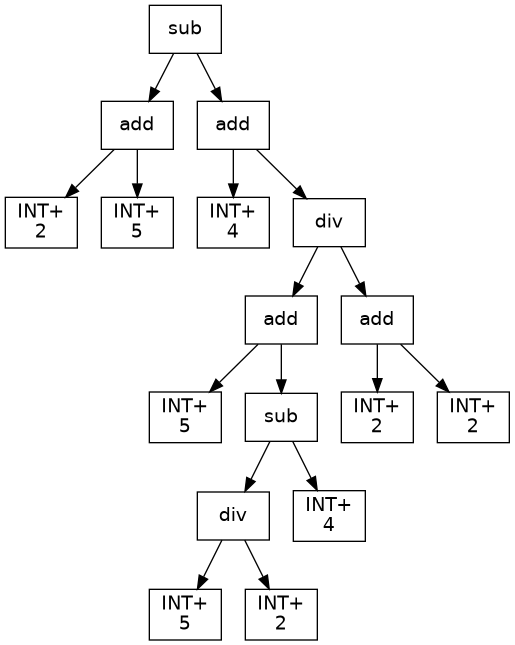 sub
add
add
INT+
2
INT+
5
INT+
4
div
add
add
INT+
5
sub
INT+
2
INT+
2
div
INT+
4
INT+
5
INT+
2